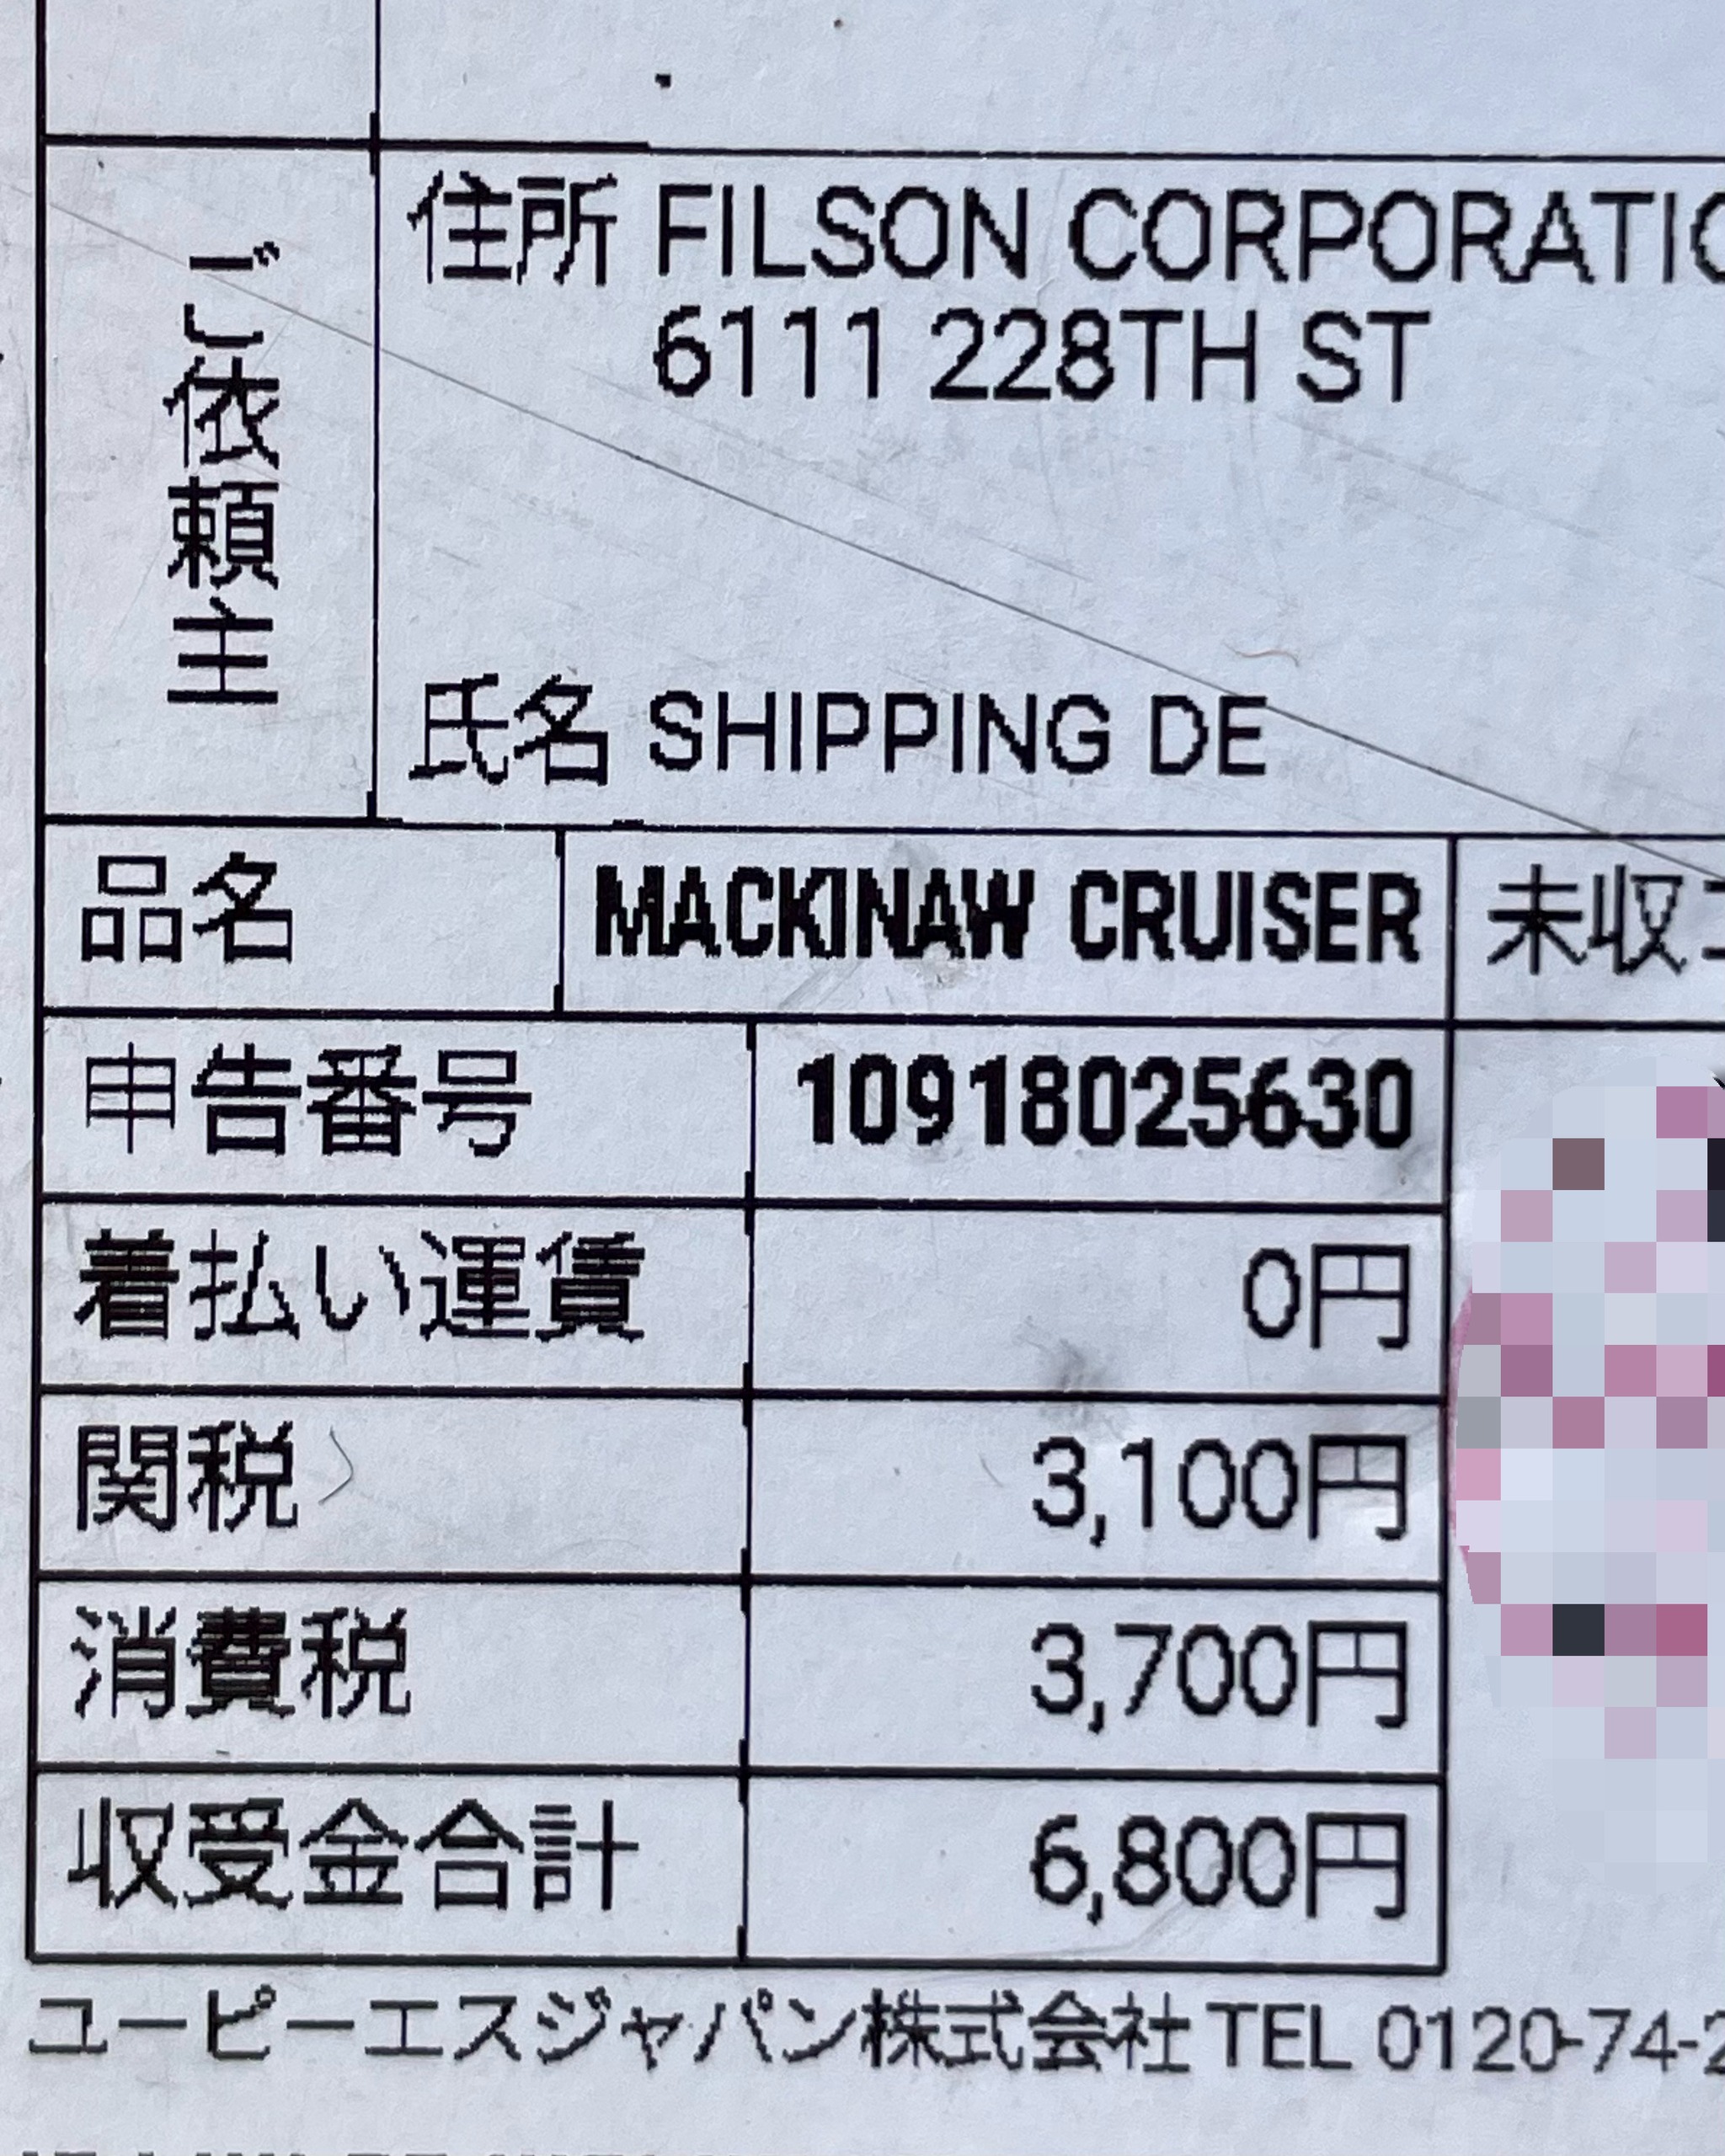 ご依頼主
住所 FILSON CORPORATIO
6111 228TH ST
氏名 SHIPPING DE
品名 MACKINAW CRUISER 未収
申告番号 10918025630
着払い運賃 0円
関税 3,100円
消費税 3,700円
収受金合計 6,800円
ユーピーエスジャパン株式会社 TEL 0120-74-2